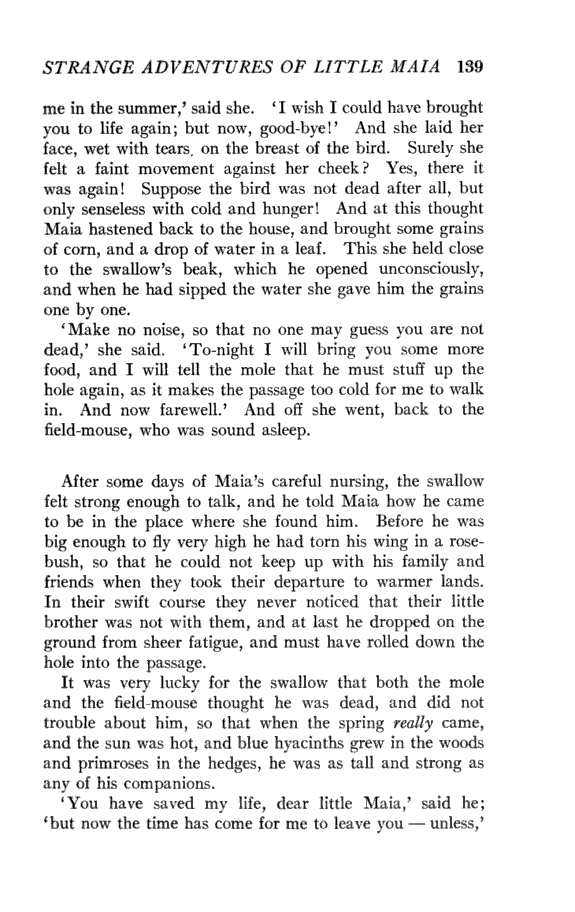 STRANGE ADVENTURES OF LITTLE MAIA 139
me in the summer,' said she. 'I wish I could have brought
you to life again; but now, good-bye!' And she laid her
face, wet with tears, on the breast of the bird. Surely she
felt a faint movement against her cheek? Yes, there it
was again! Suppose the bird was not dead after all, but
only senseless with cold and hunger! And at this thought
Maia hastened back to the house, and brought some grains
of corn, and a drop of water in a leaf. This she held close
to the swallow's beak, which he opened unconsciously,
and when he had sipped the water she gave him the grains
one by one.
'Make no noise, so that no one may guess you are not
dead,' she said. 'To-night I will bring you some more
food, and I will tell the mole that he must stuff up the
hole again, as it makes the passage too cold for me to walk
in. And now farewell.' And off she went, back to the
field-mouse, who was sound asleep.
After some days of Maia's careful nursing, the swallow
felt strong enough to talk, and he told Maia how he came
to be in the place where she found him. Before he was
big enough to fly very high he had torn his wing in a rose-
bush, so that he could not keep up with his family and
friends when they took their departure to warmer lands.
In their swift course they never noticed that their little
brother was not with them, and at last he dropped on the
ground from sheer fatigue, and must have rolled down the
hole into the passage.
It was very lucky for the swallow that both the mole
and the field-mouse thought he was dead, and did not
trouble about him, so that when the spring really came,
and the sun was hot, and blue hyacinths grew in the woods
and primroses in the hedges, he was as tall and strong as
any of his companions.
'You have saved my life, dear little Maia,' said he;
'but now the time has come for me to leave you — unless,'